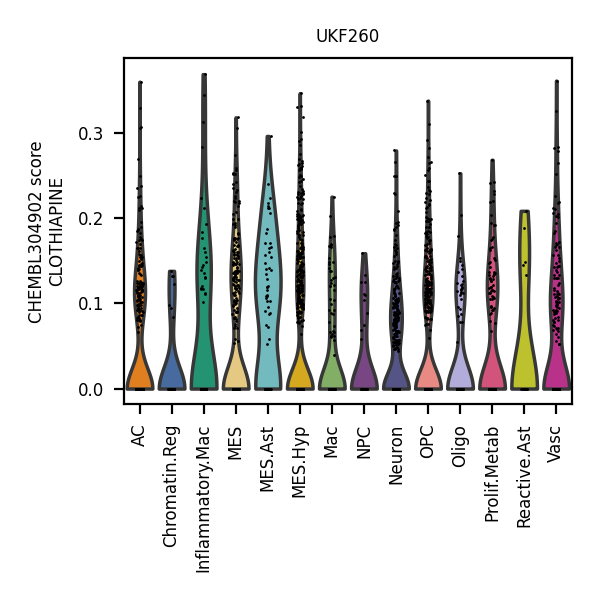 UKF260
CHEMBL304902 score
CLOTHIAPINE
0.3
0.2
0.1
0.0
AC
Chromatin.Reg
Inflammatory.Mac
MES
MES.Ast
MES.Hyp
Mac
NPC
Neuron
OPC
Oligo
Prolif.Metab
Reactive.Ast
Vasc